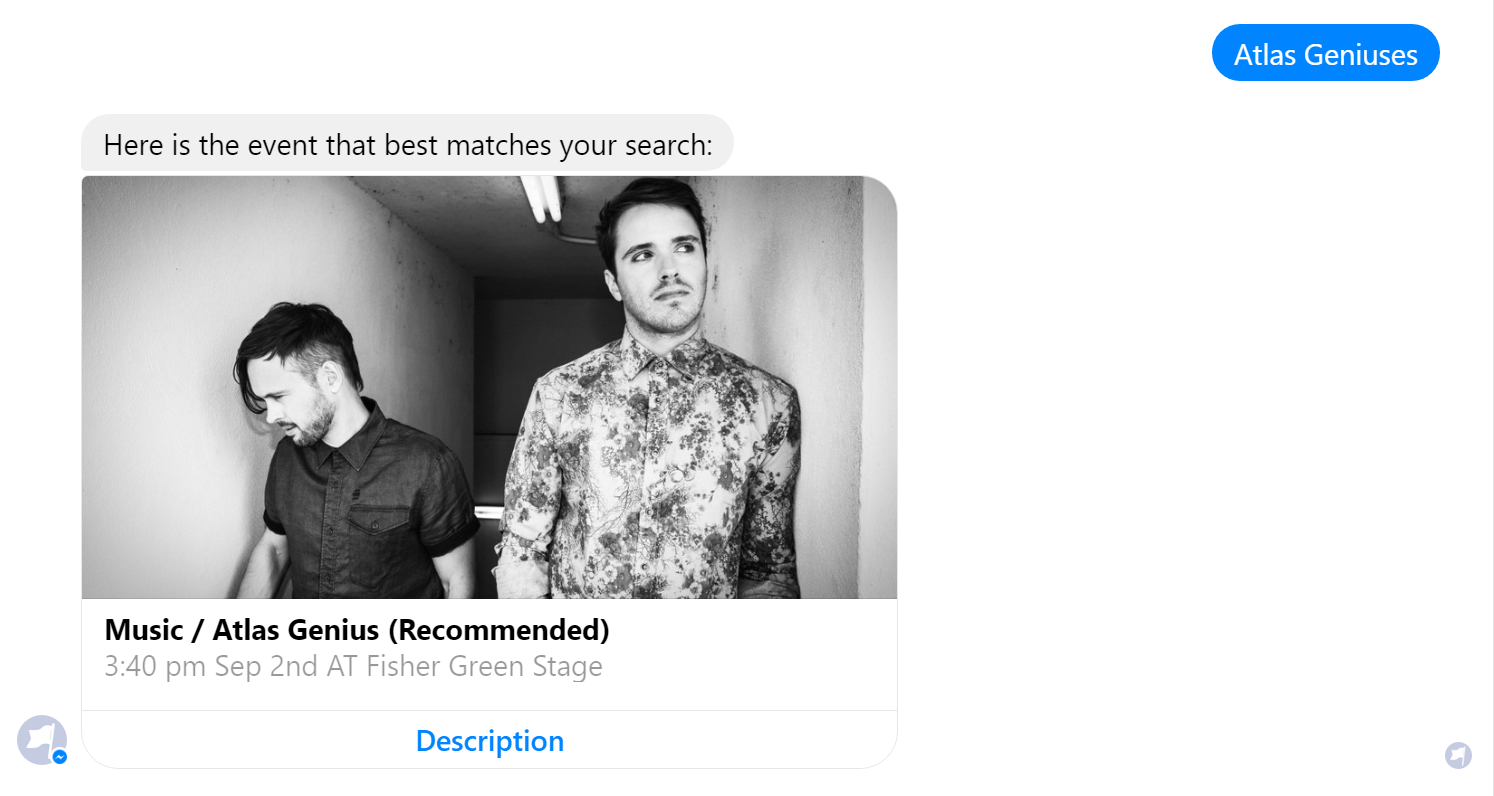 Atlas Geniuses
Here is the event that best matches your search:
Music / Atlas Genius (Recommended)
3:40 pm Sep 2nd AT Fisher Green Stage
Description